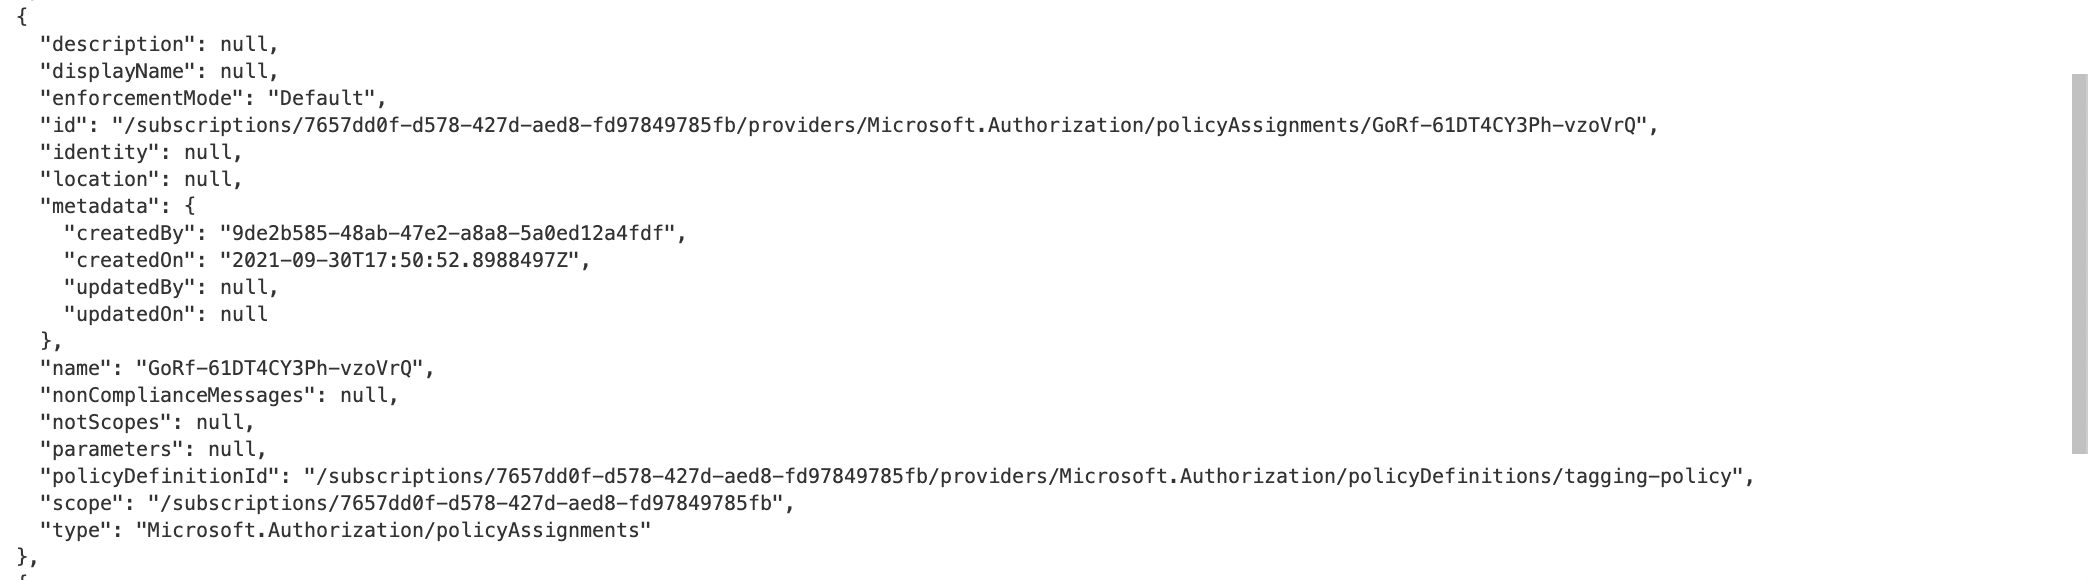 {
"description": null,
"displayName": null,
"enforcementMode": "Default",
"id": "/subscriptions/7657dd0f-d578-427d-aed8-fd97849785fb/providers/Microsoft.Authorization/policyAssignments/GoRf-61DT4CY3Ph-vzoVrQ",
"identity": null,
"location": null,
"metadata": {
"createdBy": "9de2b585-48ab-47e2-a8a8-5a0ed12a4fdf",
"createdOn": "2021-09-30T17:50:52.8988497Z",
"updatedBy": null,
"updatedOn": null
},
"name": "GoRf-61DT4CY3Ph-vzoVrQ",
"nonComplianceMessages": null,
"notScopes": null,
"parameters": null,
"policyDefinitionId": "/subscriptions/7657dd0f-d578-427d-aed8-fd97849785fb/providers/Microsoft.Authorization/policyDefinitions/tagging-policy",
"scope": "/subscriptions/7657dd0f-d578-427d-aed8-fd97849785fb",
"type": "Microsoft.Authorization/policyAssignments"
},
{